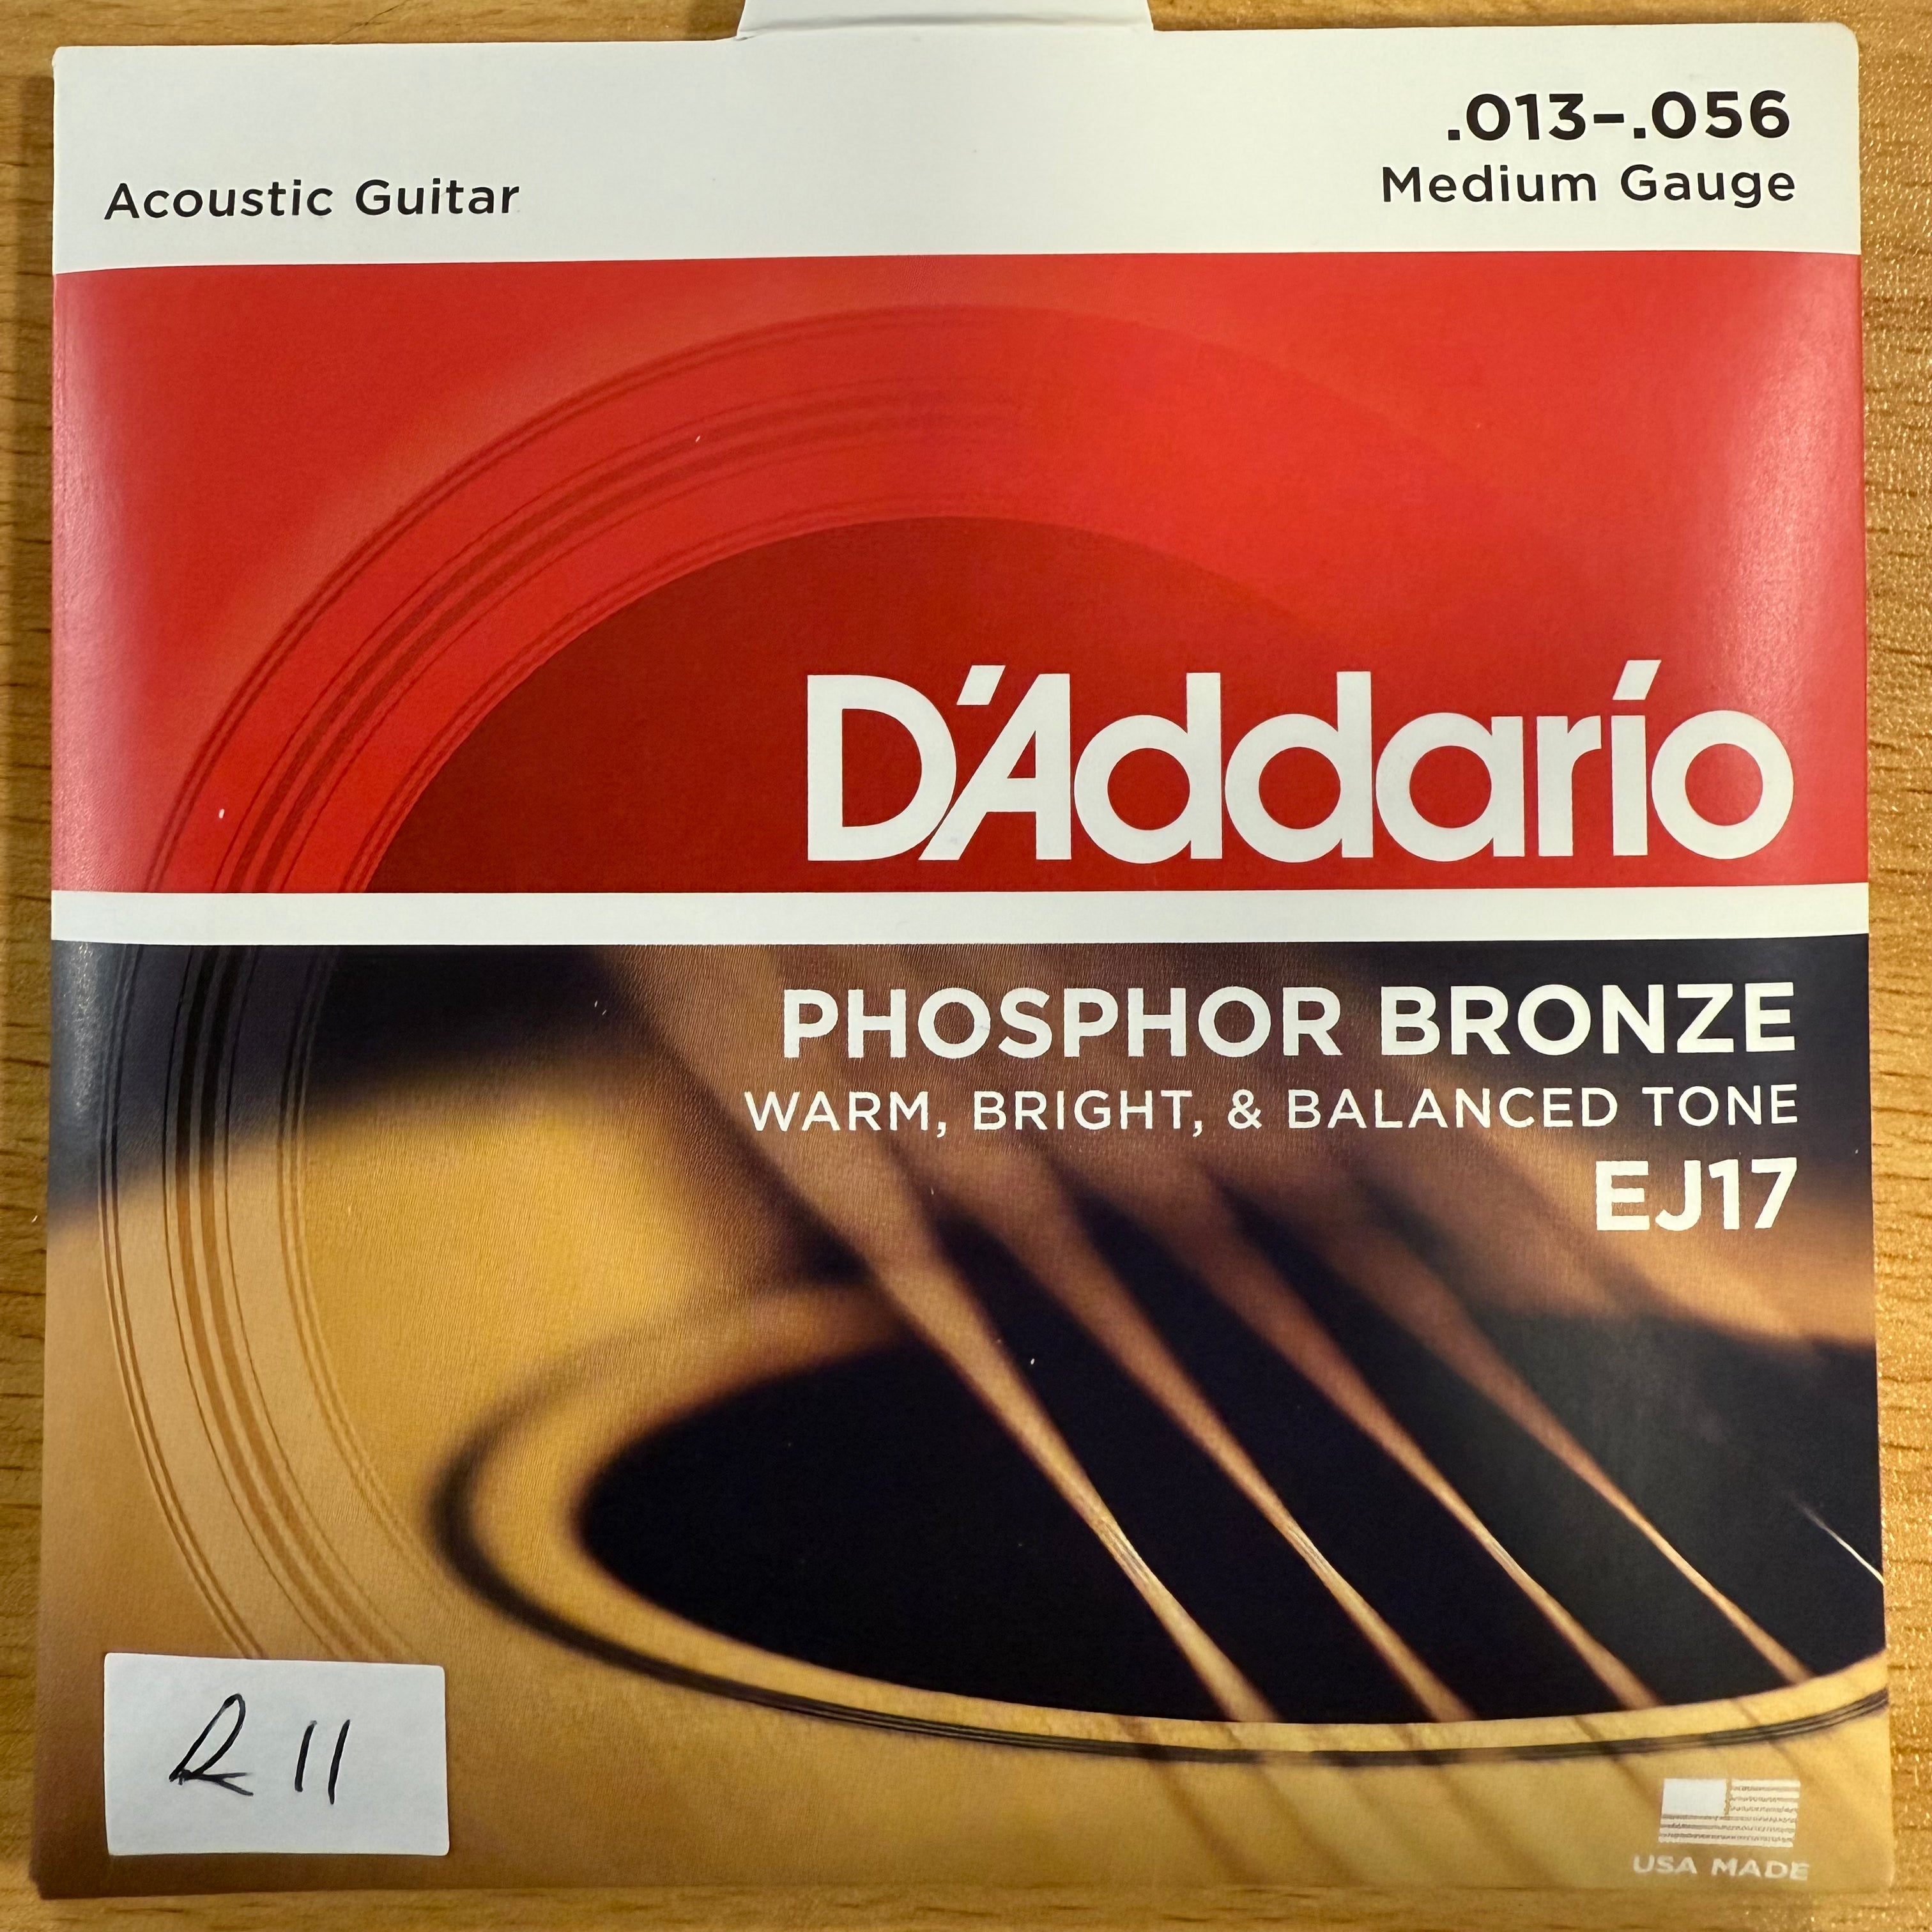 .013–.056
Acoustic Guitar
Medium Gauge
D'Addario
PHOSPHOR BRONZE
WARM, BRIGHT, & BALANCED TONE
EJ17
R 11
USA MADE